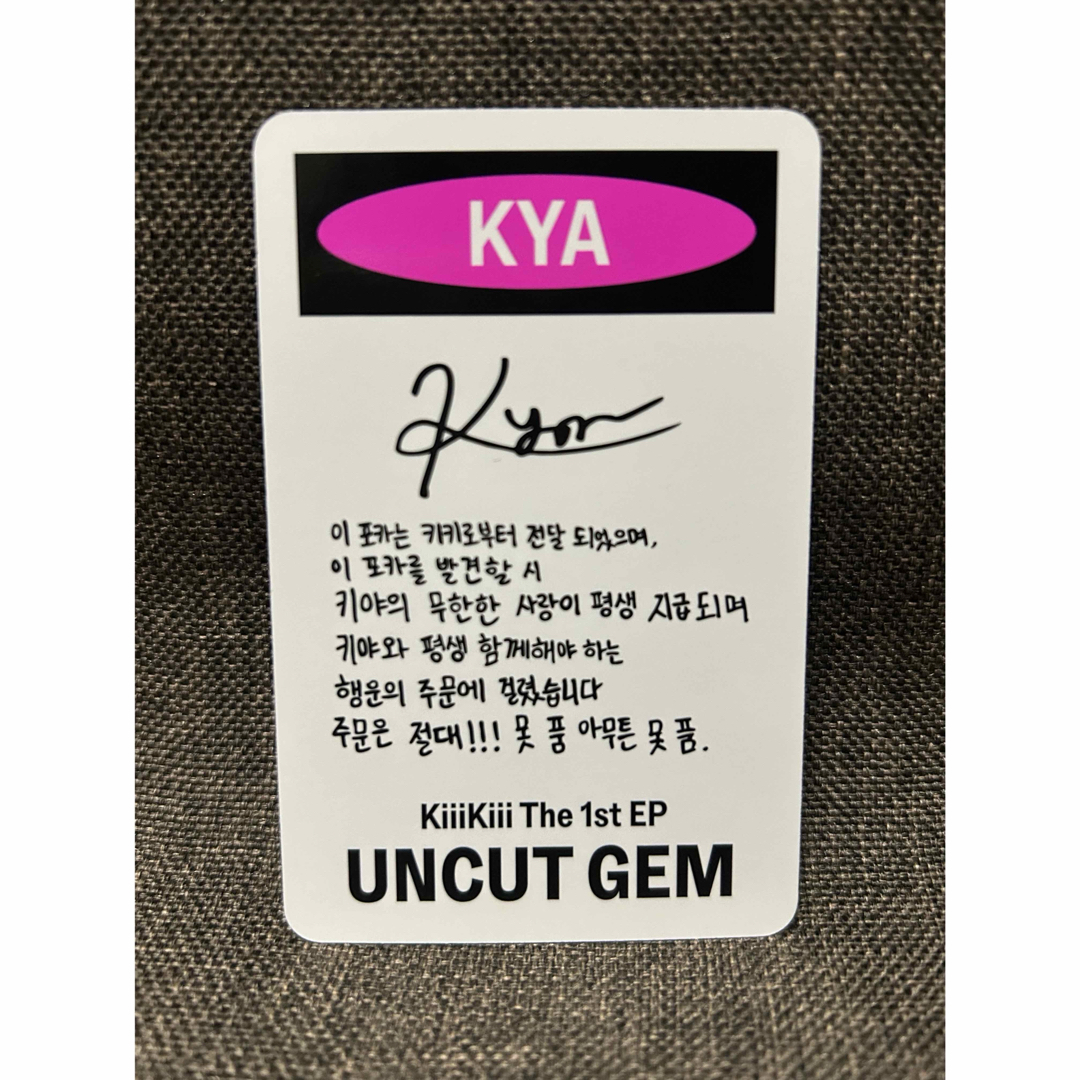 KYA
Kya
이 포카는 키키로부터 전달 되었으며,
이 포카를 발견할 시
키야의 무한한 사랑이 평생 지급되며
키야와 평생 함께해야 하는
행운의 주문에 걸렸습니다
주문은 절대!!! 못 품 아무튼 못 품.
KiiiKiii The 1st EP
UNCUT GEM